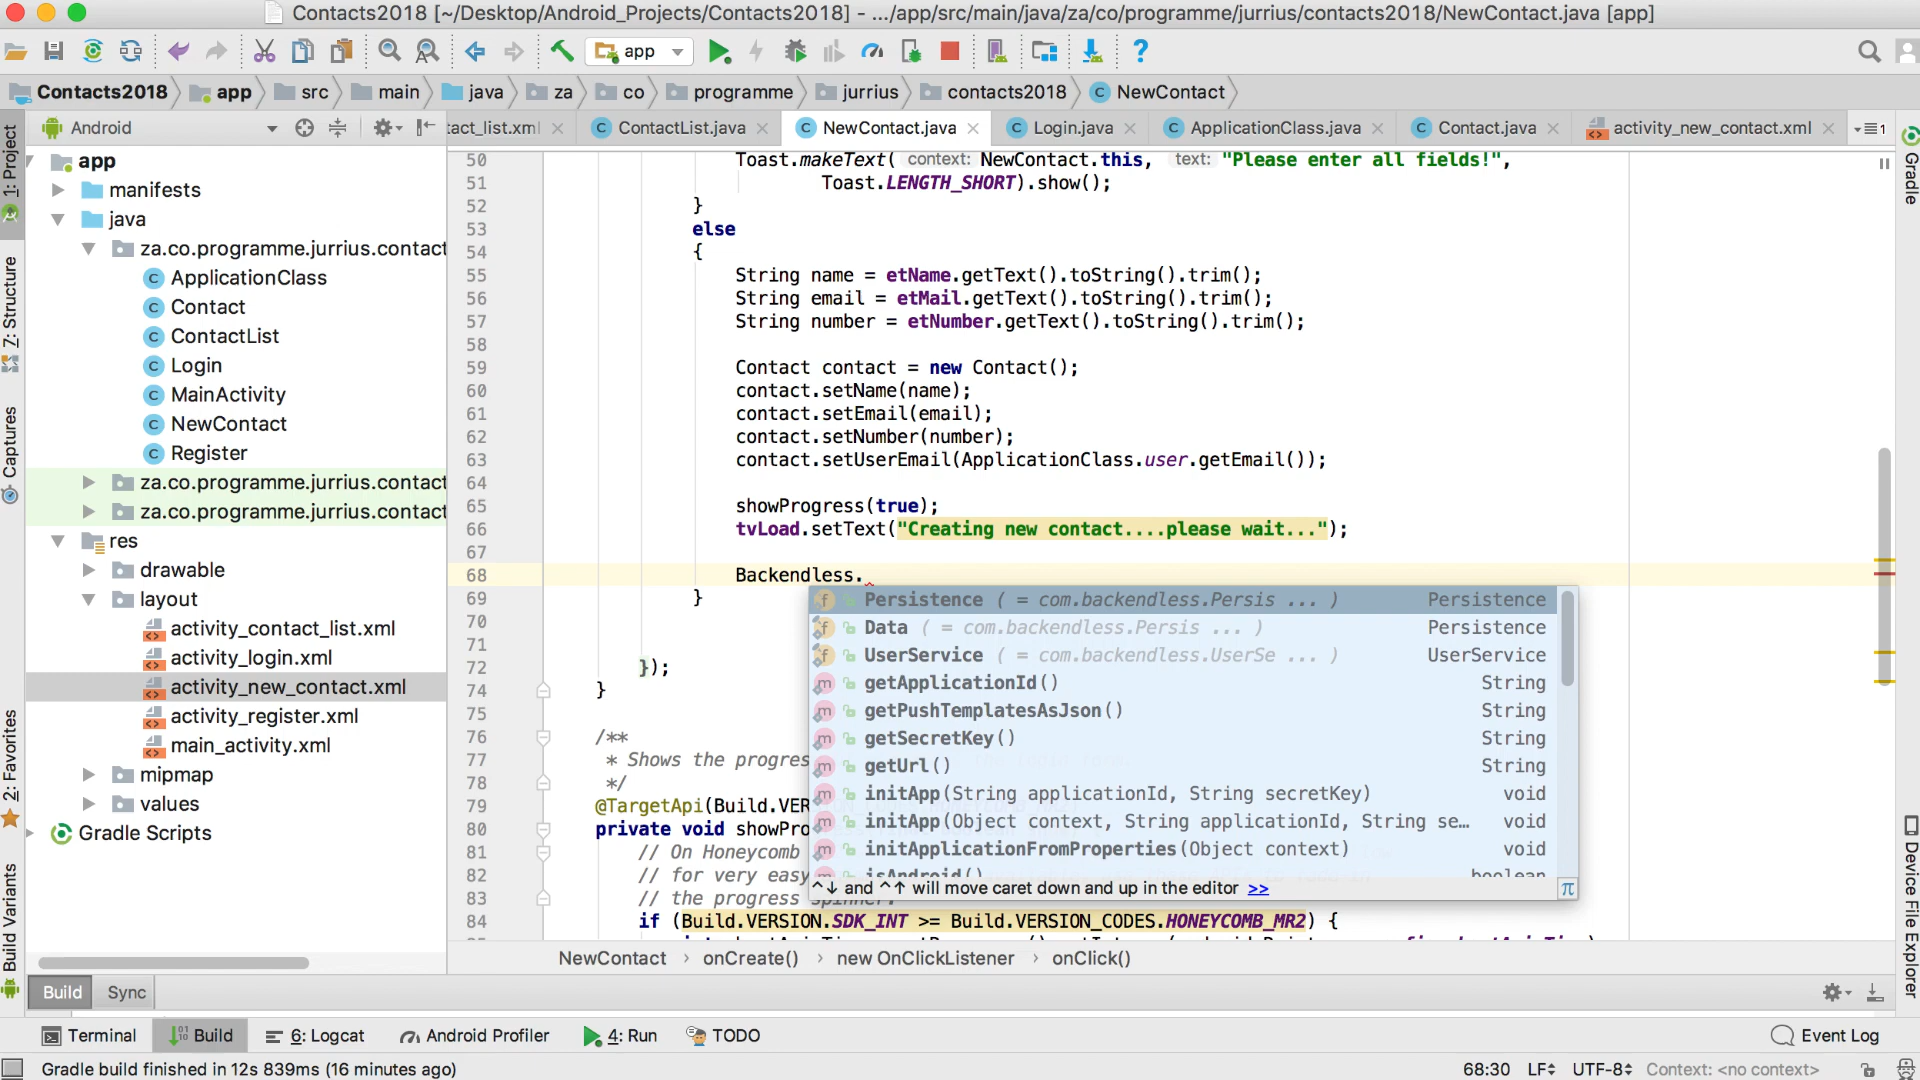 Contacts2018 [~/Desktop/Android_Projects/Contacts2018] - .../app/src/main/java/za/co/programme/jurrius/contacts2018/NewContact.java [app]
app
Contacts2018 app src main java za co programme jurrius contacts2018 NewContact
Android
tact_list.xml ContactList.java NewContact.java Login.java ApplicationClass.java Contact.java activity_new_contact.xml 1
1: Project
Z: Structure
Captures
2: Favorites
Build Variants
Gradle
Device File Explorer
app
manifests
java
za.co.programme.jurrius.contact
ApplicationClass
Contact
ContactList
Login
MainActivity
NewContact
Register
za.co.programme.jurrius.contact
za.co.programme.jurrius.contact
res
drawable
layout
activity_contact_list.xml
activity_login.xml
activity_new_contact.xml
activity_register.xml
main_activity.xml
mipmap
values
Gradle Scripts
50 Toast.makeText( context: NewContact.this, text: "Please enter all fields!",
51 Toast.LENGTH_SHORT).show();
52 }
53 else
54 {
55 String name = etName.getText().toString().trim();
56 String email = etMail.getText().toString().trim();
57 String number = etNumber.getText().toString().trim();
58
59 Contact contact = new Contact();
60 contact.setName(name);
61 contact.setEmail(email);
62 contact.setNumber(number);
63 contact.setUserEmail(ApplicationClass.user.getEmail());
64
65 showProgress(true);
66 tvLoad.setText("Creating new contact....please wait...");
67
68 Backendless.
69 }
70
71
72 });
74 }
75
76 /**
77 * Shows the progres
78 */
79 @TargetApi(Build.VER
80 private void showPro
81 // On Honeycomb
82 // for very easy
83 // the progress spinner.
84 if (Build.VERSION.SDK_INT >= Build.VERSION_CODES.HONEYCOMB_MR2) {
Persistence ( = com.backendless.Persis ... ) Persistence
Data ( = com.backendless.Persis ... ) Persistence
UserService ( = com.backendless.UserSe ... ) UserService
getApplicationId() String
getPushTemplatesAsJson() String
getSecretKey() String
getUrl() String
initApp(String applicationId, String secretKey) void
initApp(Object context, String applicationId, String se... void
initApplicationFromProperties(Object context) void
isAndroid() boolean
^↓ and ^↑ will move caret down and up in the editor >> π
NewContact › onCreate() › new OnClickListener › onClick()
Build Sync
Terminal Build 6: Logcat Android Profiler 4: Run TODO Event Log
Gradle build finished in 12s 839ms (16 minutes ago) 68:30 LF UTF-8 Context: <no context>